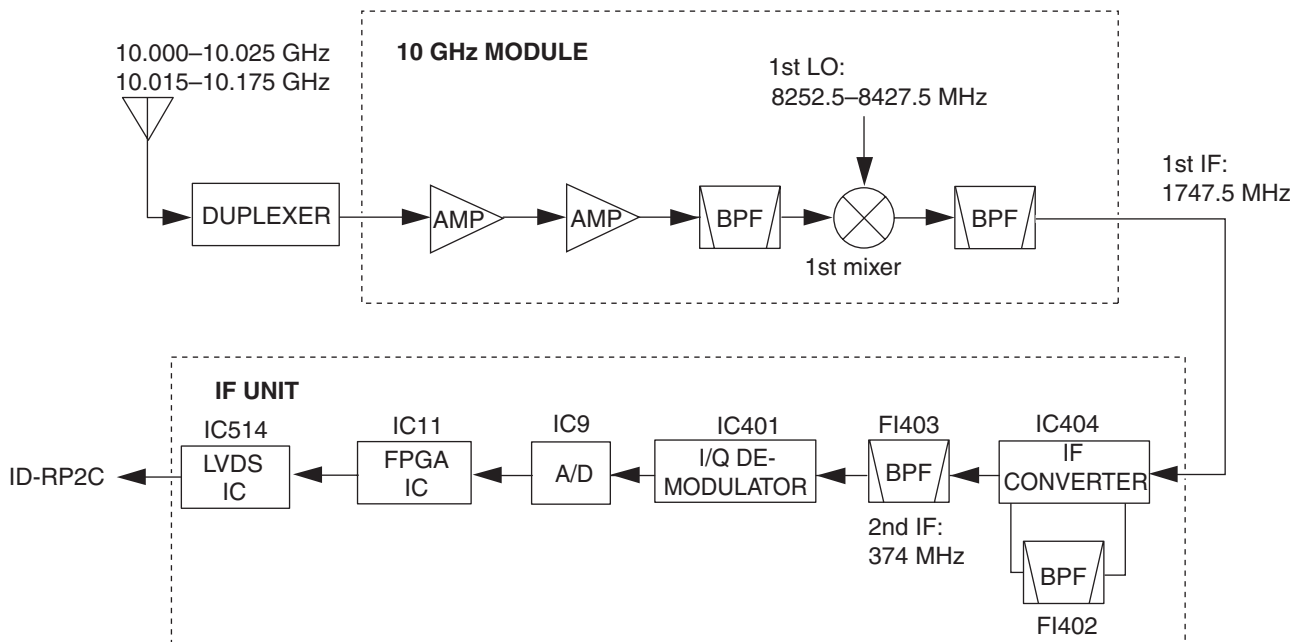 10.000–10.025 GHz
10.015–10.175 GHz
10 GHz MODULE
1st LO:
8252.5–8427.5 MHz
1st IF:
1747.5 MHz
DUPLEXER
AMP
AMP
BPF
1st mixer
BPF
IF UNIT
IC514
LVDS
IC
IC11
FPGA
IC
IC9
A/D
IC401
I/Q DE-
MODULATOR
FI403
BPF
2nd IF:
374 MHz
IC404
IF
CONVERTER
BPF
FI402
ID-RP2C